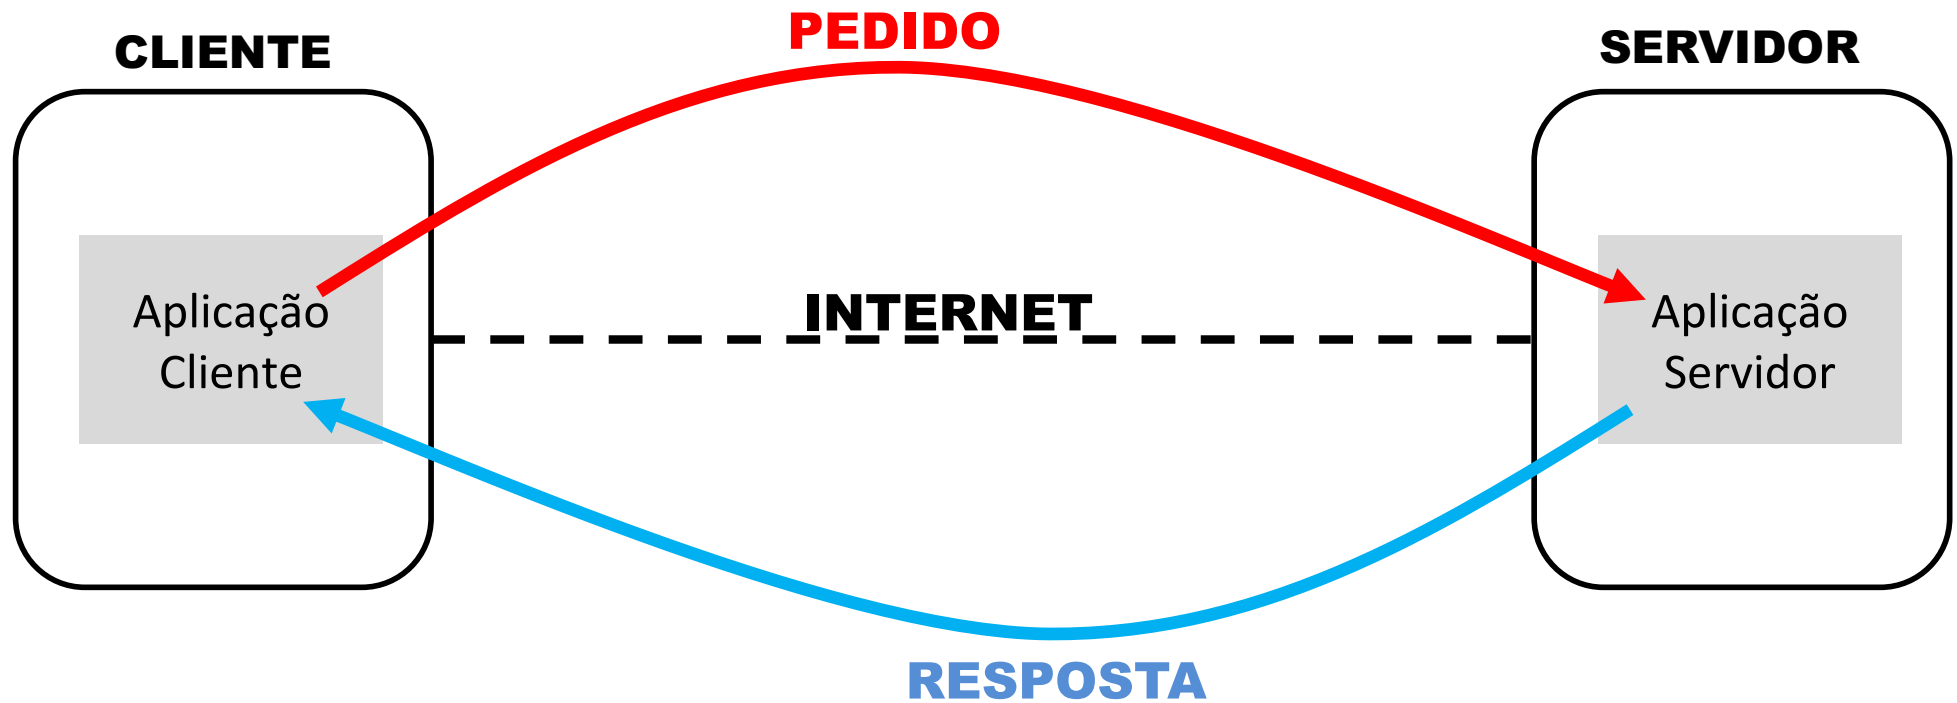 PEDIDO
CLIENTE
SERVIDOR
Aplicação
Cliente
INTERNET
Aplicação
Servidor
RESPOSTA